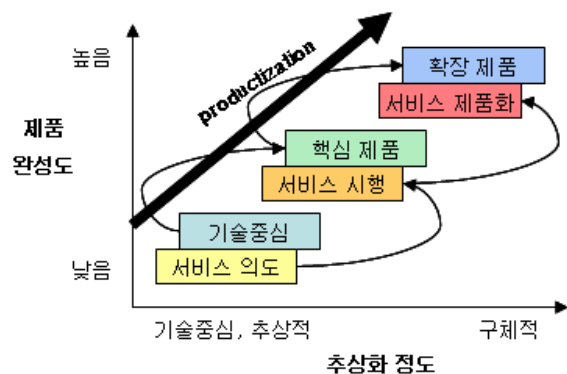 높음
제품
완성도
낮음
productization
확장 제품
서비스 제품화
핵심 제품
서비스 시행
기술중심
서비스 의도
기술중심, 추상적
구체적
추상화 정도